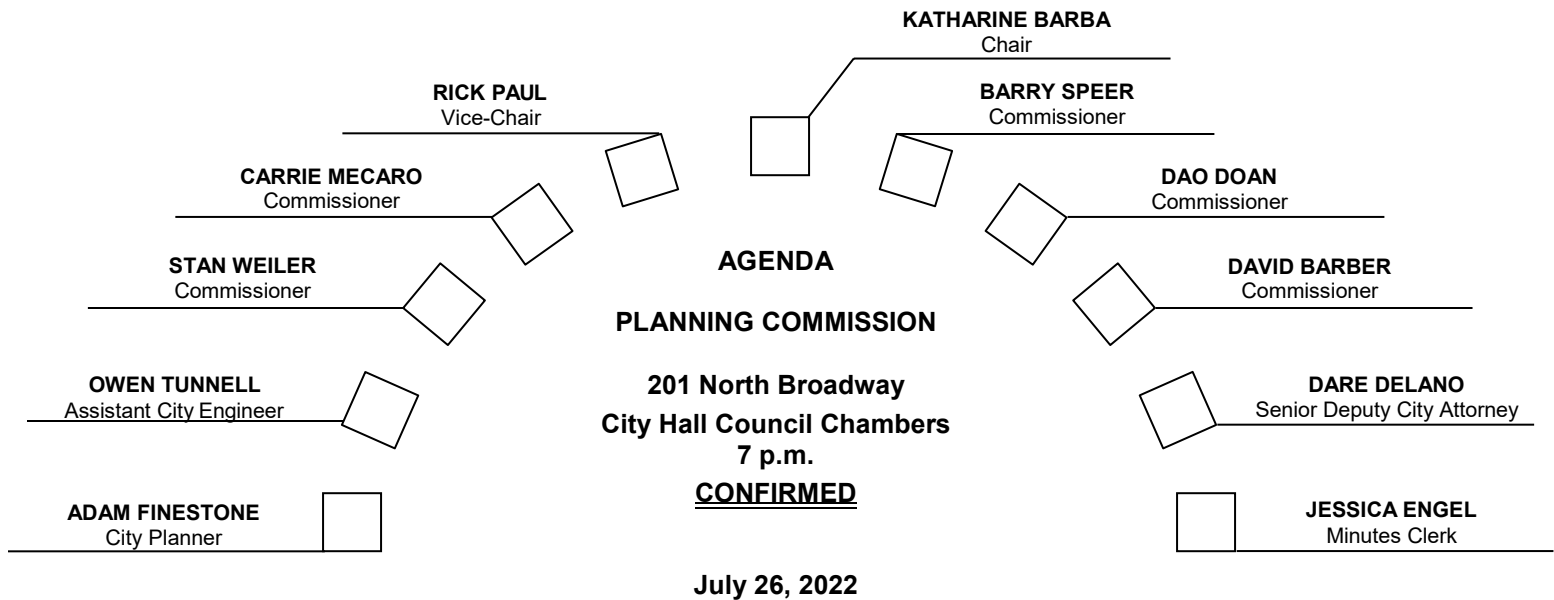 KATHARINE BARBA
Chair
RICK PAUL
Vice-Chair
BARRY SPEER
Commissioner
CARRIE MECARO
Commissioner
DAO DOAN
Commissioner
STAN WEILER
Commissioner
DAVID BARBER
Commissioner
OWEN TUNNELL
Assistant City Engineer
DARE DELANO
Senior Deputy City Attorney
ADAM FINESTONE
City Planner
JESSICA ENGEL
Minutes Clerk
AGENDA
PLANNING COMMISSION
201 North Broadway
City Hall Council Chambers
7 p.m.
CONFIRMED
July 26, 2022